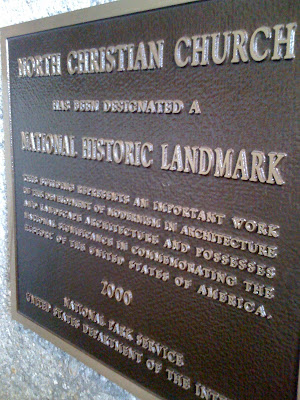 NORTH CHRISTIAN CHURCH
HAS BEEN DESIGNATED A
NATIONAL HISTORIC LANDMARK
THIS BUILDING REPRESENTS AN IMPORTANT WORK
IN THE DEVELOPMENT OF MODERNISM IN ARCHITECTURE
AND LANDSCAPE ARCHITECTURE AND POSSESSES
NATIONAL SIGNIFICANCE IN COMMEMORATING THE
HISTORY OF THE UNITED STATES OF AMERICA.
2000
NATIONAL PARK SERVICE
UNITED STATES DEPARTMENT OF THE INTE